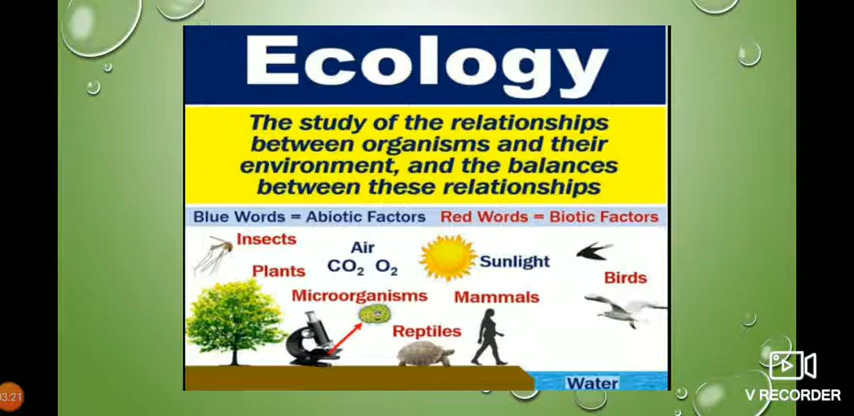 Ecology
The study of the relationships
between organisms and their
environment, and the balances
between these relationships
Blue Words = Abiotic Factors Red Words = Biotic Factors
Insects
Air
CO₂ O₂
Sunlight
Plants
Birds
Microorganisms
Mammals
Reptiles
Water
03:21
V RECORDER